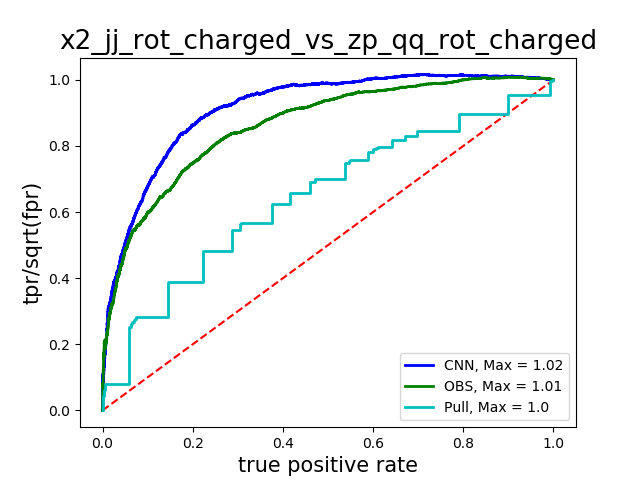 x2_jj_rot_charged_vs_zp_qq_rot_charged
tpr/sqrt(fpr)
1.0
0.8
0.6
0.4
0.2
0.0
CNN, Max = 1.02
OBS, Max = 1.01
Pull, Max = 1.0
0.0 0.2 0.4 0.6 0.8 1.0
true positive rate